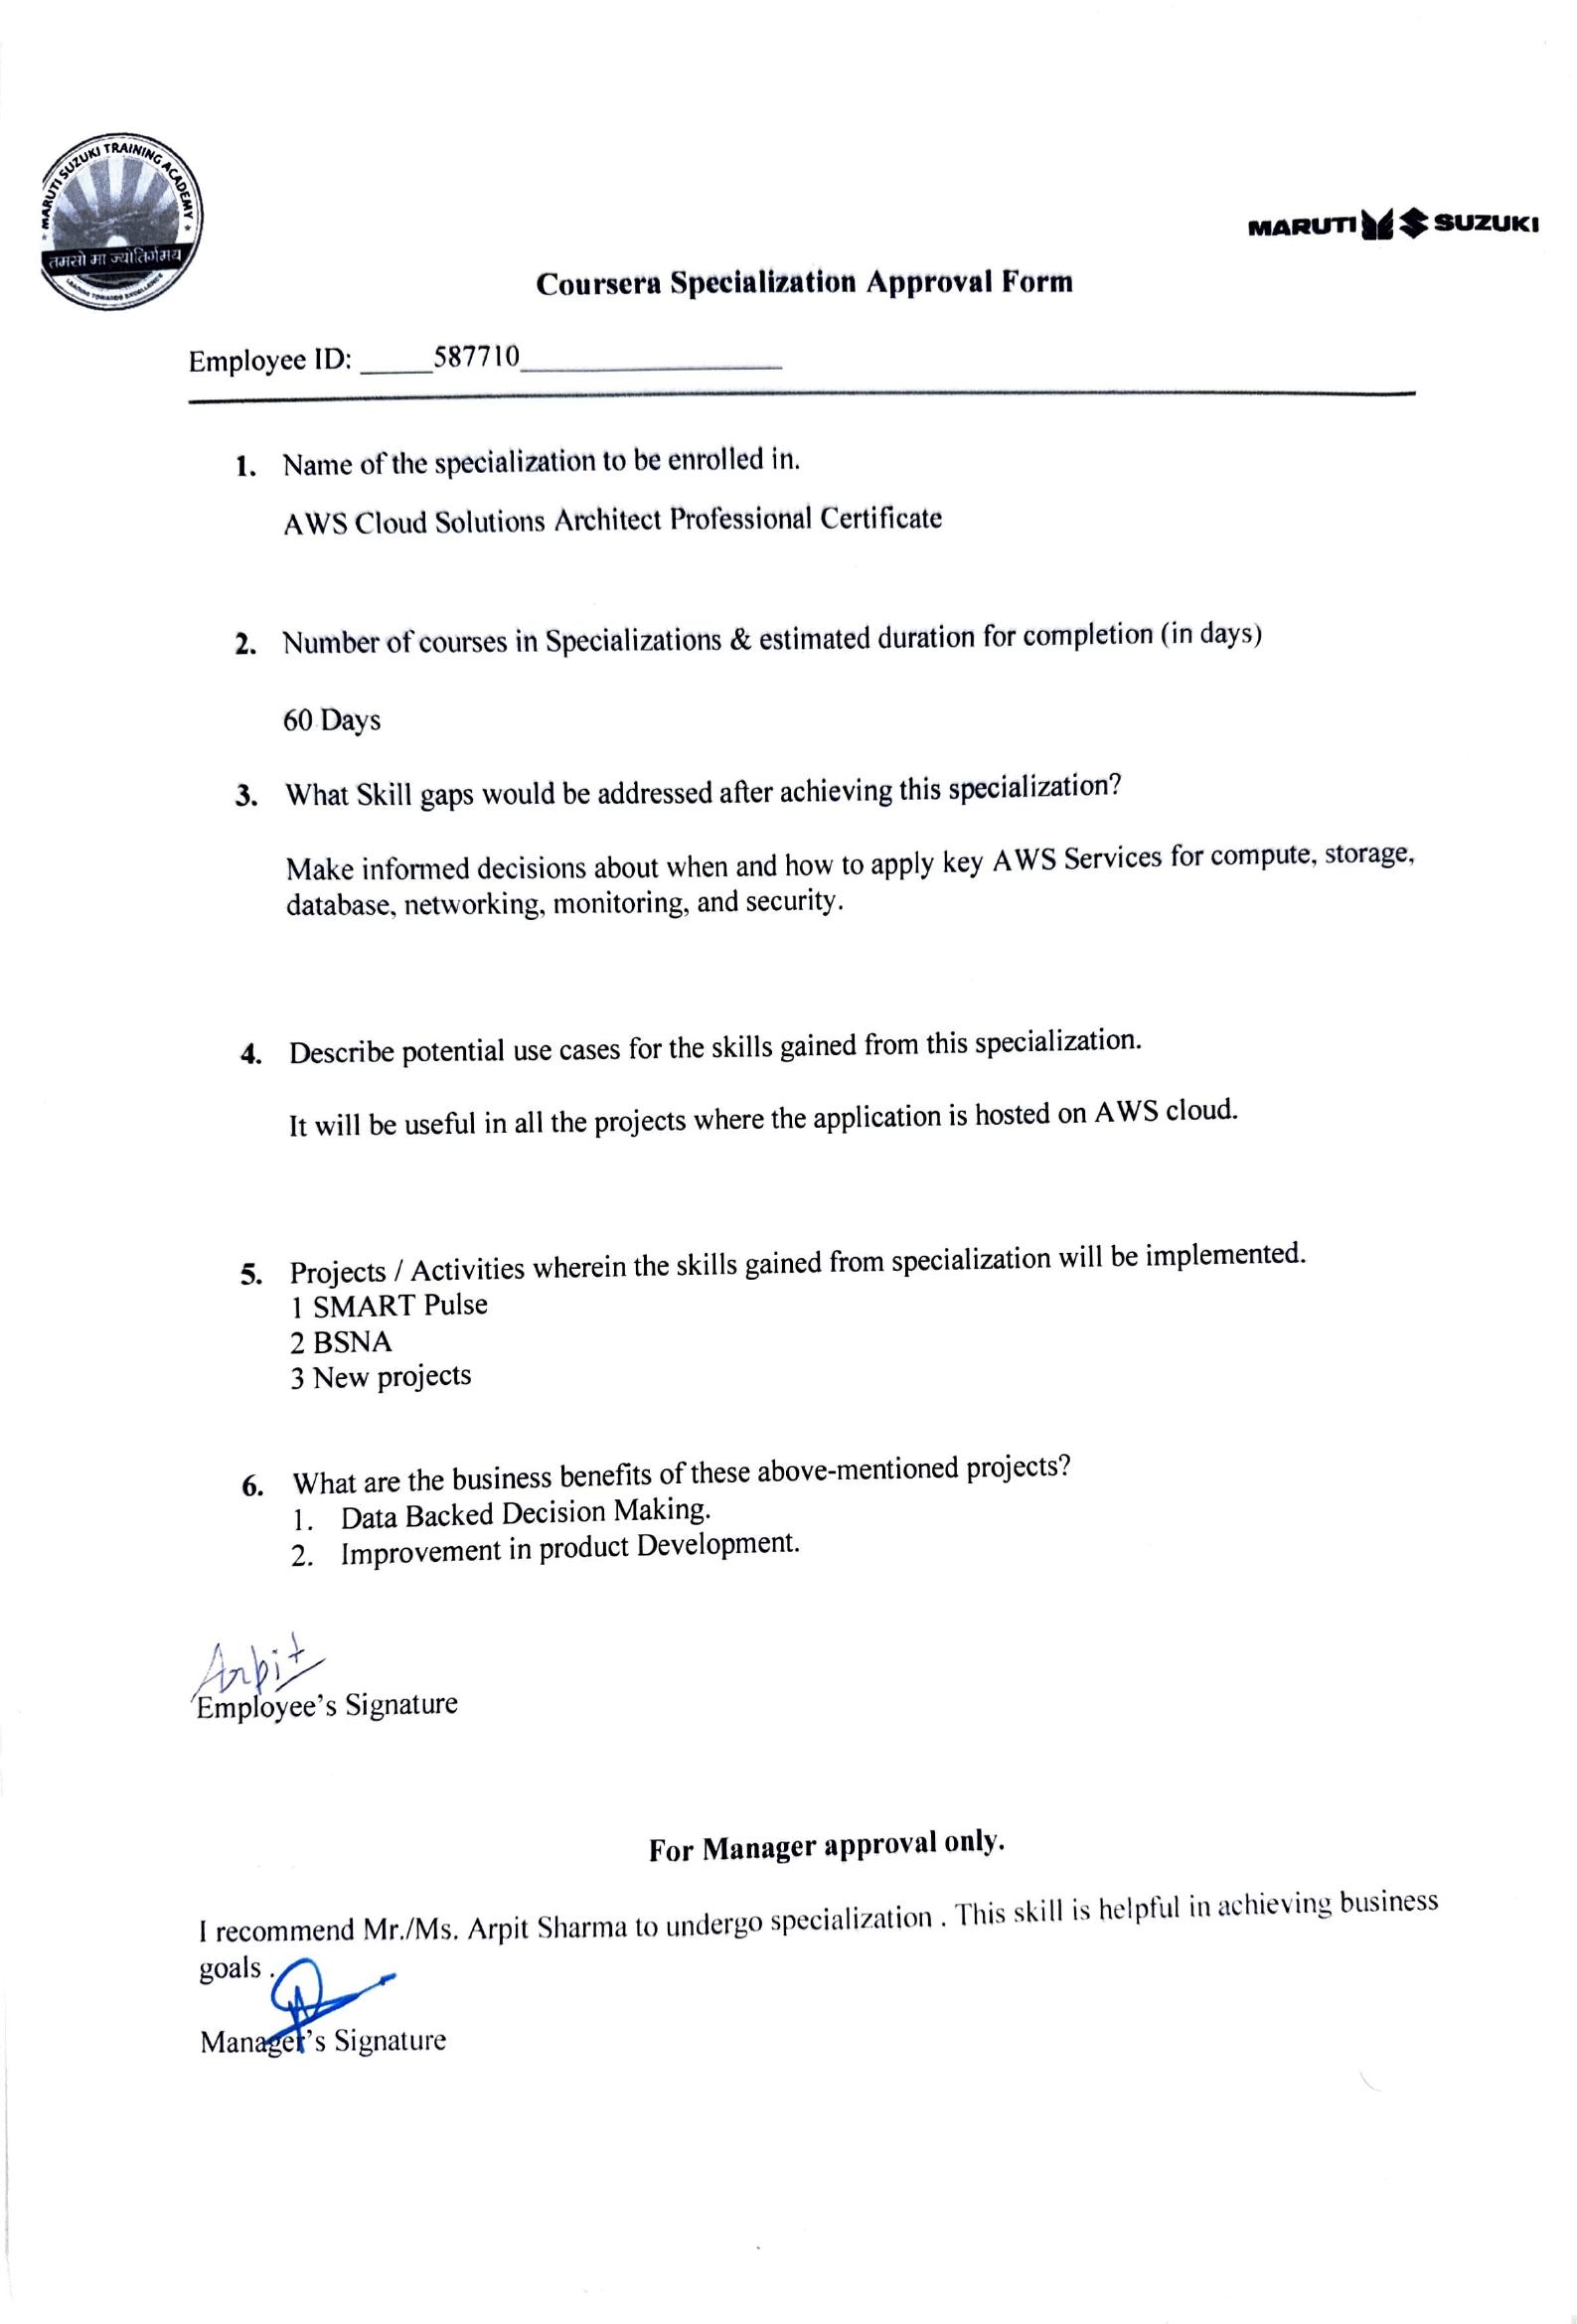 MARUTI SUZUKI TRAINING ACADEMY
तमसो मा ज्योतिर्गमय
MARUTI SUZUKI
Coursera Specialization Approval Form
Employee ID: _____587710__________________
1. Name of the specialization to be enrolled in.
AWS Cloud Solutions Architect Professional Certificate
2. Number of courses in Specializations & estimated duration for completion (in days)
60 Days
3. What Skill gaps would be addressed after achieving this specialization?
Make informed decisions about when and how to apply key AWS Services for compute, storage,
database, networking, monitoring, and security.
4. Describe potential use cases for the skills gained from this specialization.
It will be useful in all the projects where the application is hosted on AWS cloud.
5. Projects / Activities wherein the skills gained from specialization will be implemented.
1 SMART Pulse
2 BSNA
3 New projects
6. What are the business benefits of these above-mentioned projects?
1. Data Backed Decision Making.
2. Improvement in product Development.
Arpit
Employee's Signature
For Manager approval only.
I recommend Mr./Ms. Arpit Sharma to undergo specialization . This skill is helpful in achieving business
goals .
Manager's Signature